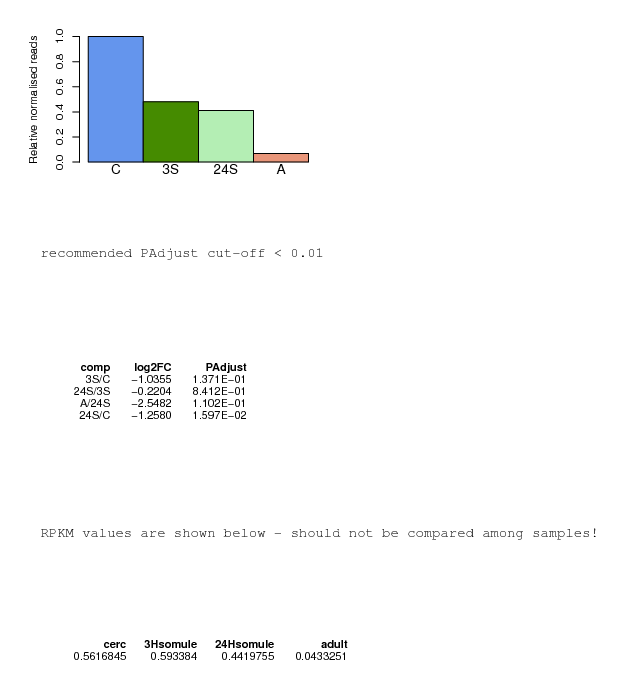 Relative normalised reads
1.0
0.8
0.6
0.4
0.2
0.0
C 3S 24S A
recommended PAdjust cut-off < 0.01
comp log2FC PAdjust
3S/C −1.0355 1.371E−01
24S/3S −0.2204 8.412E−01
A/24S −2.5482 1.102E−01
24S/C −1.2580 1.597E−02
RPKM values are shown below - should not be compared among samples!
cerc 3Hsomule 24Hsomule adult
0.5616845 0.593384 0.4419755 0.0433251